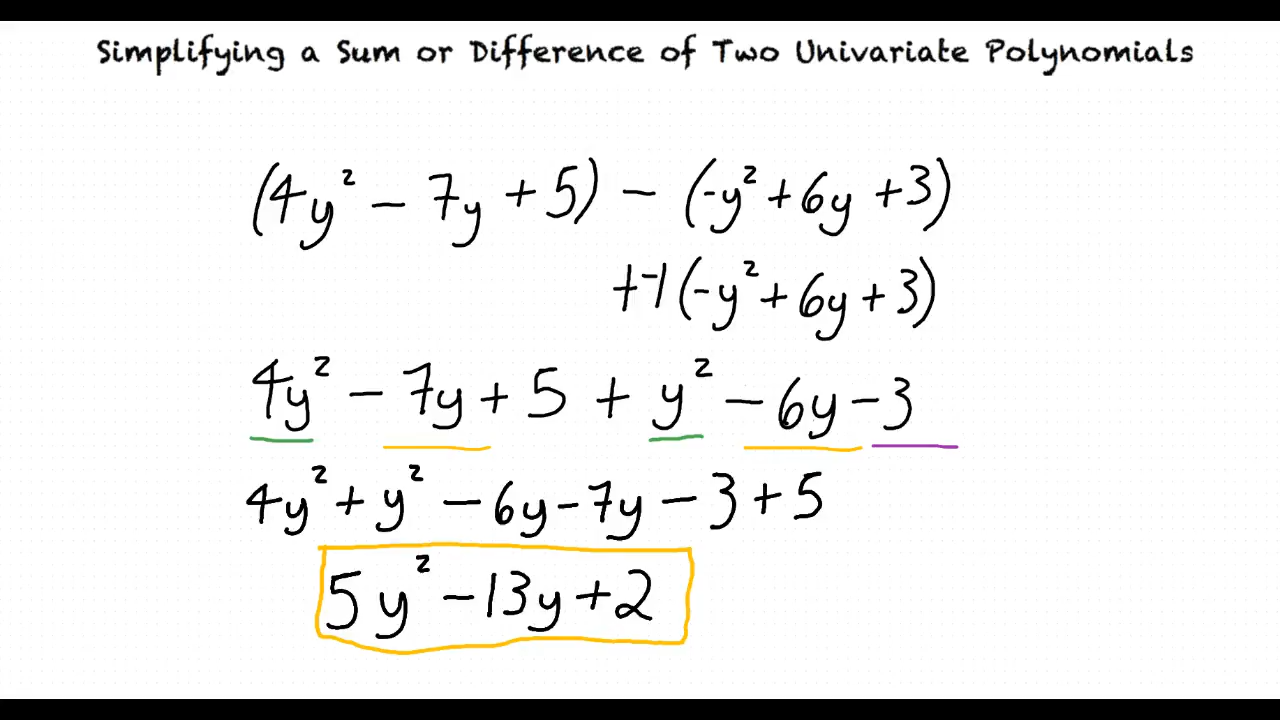 Simplifying a Sum or Difference of Two Univariate Polynomials
(4y² − 7y + 5) − (-y² + 6y + 3)
+-1(-y² + 6y + 3)
4y² − 7y + 5 + y² − 6y − 3
4y² + y² − 6y − 7y − 3 + 5
5y² − 13y + 2